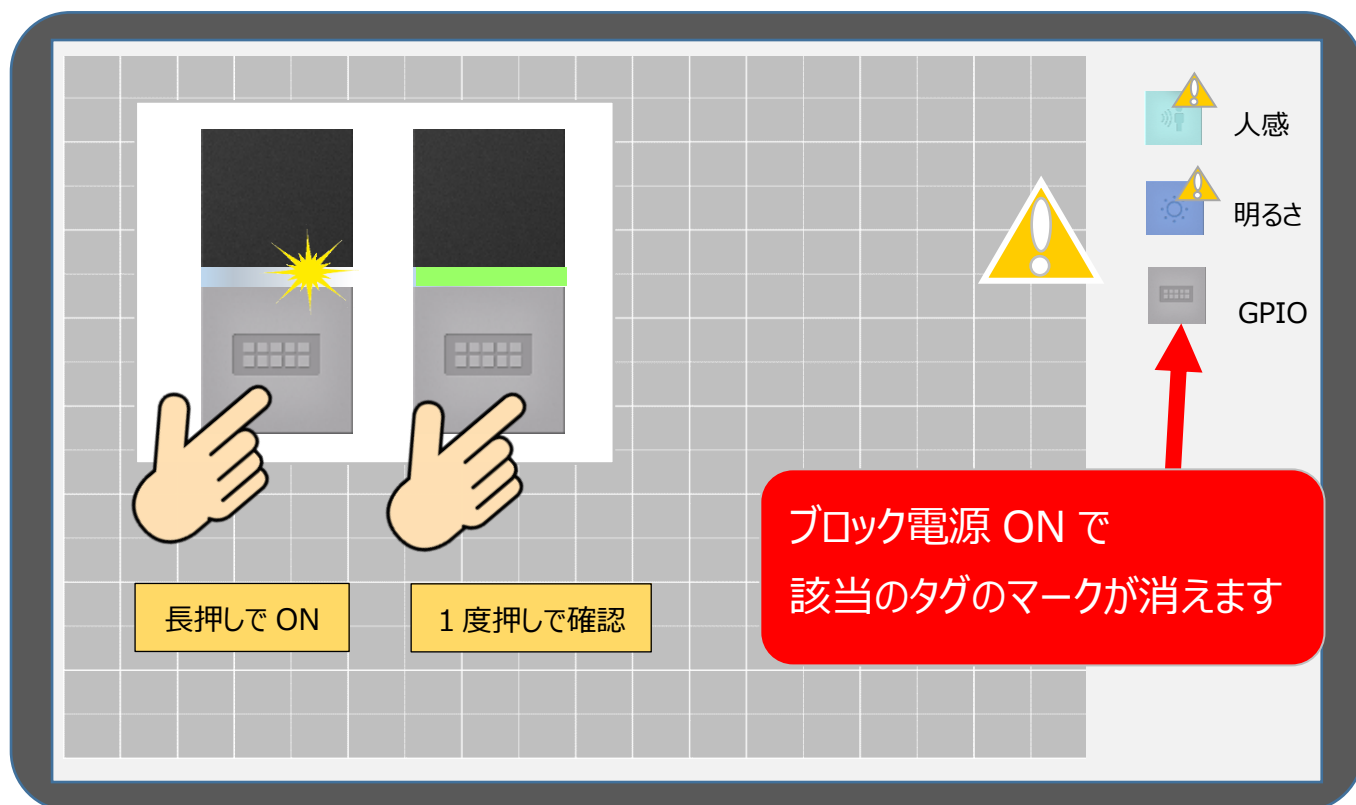 人感
明るさ
GPIO
長押しで ON
1 度押しで確認
ブロック電源 ON で
該当のタグのマークが消えます